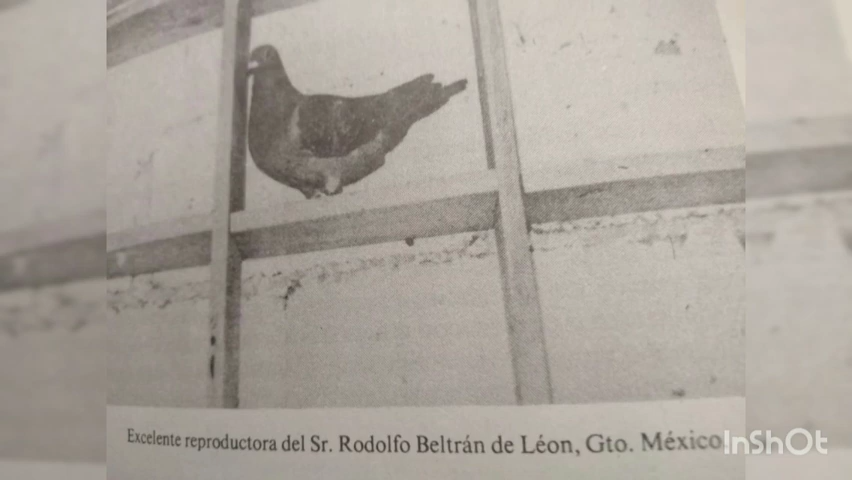 Excelente reproductora del Sr. Rodolfo Beltrán de Léon, Gto. México.
InShOt